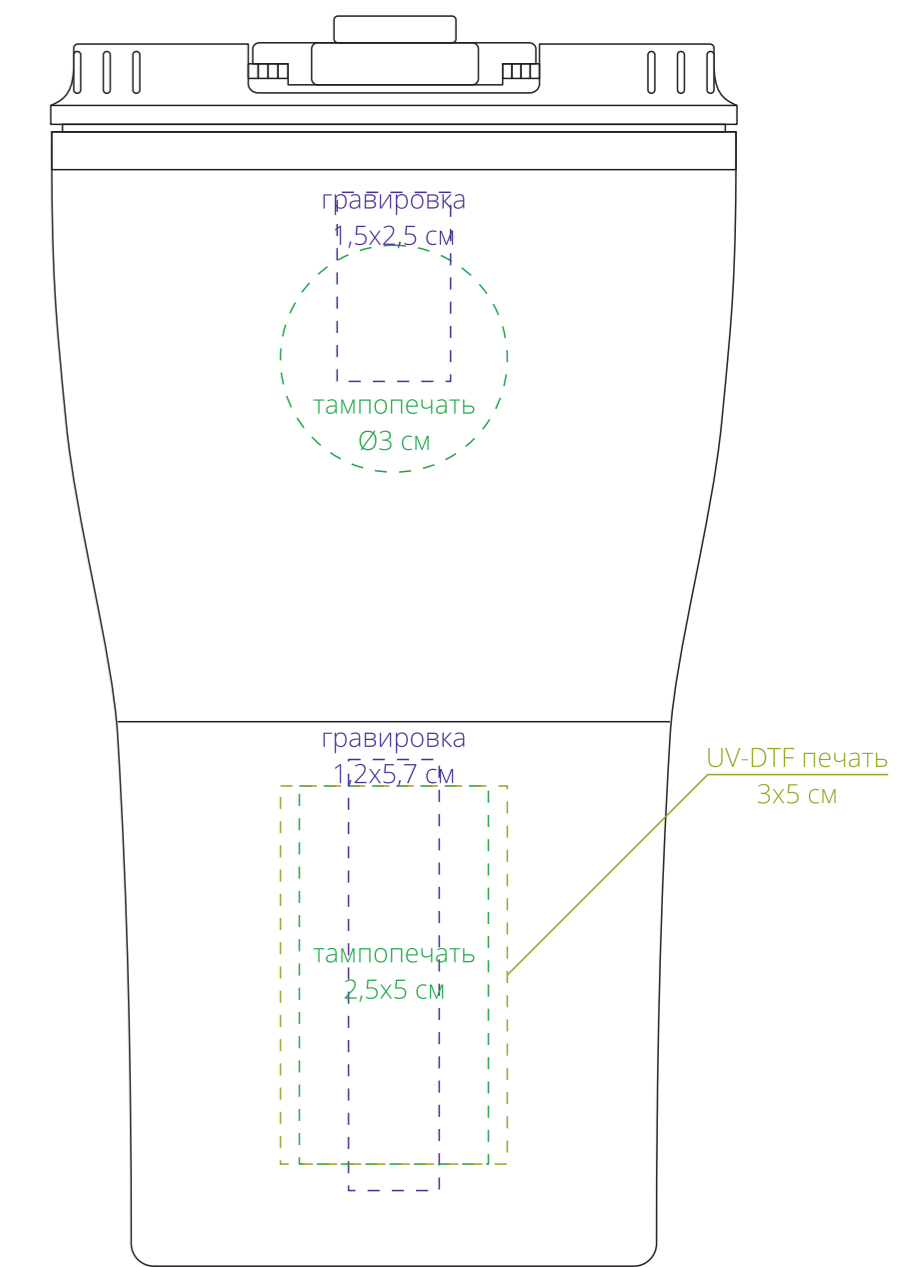 гравировка
1,5х2,5 см
тампопечать
Ø3 см
гравировка
1,2х5,7 см
UV-DTF печать
3х5 см
тампопечать
2,5х5 см